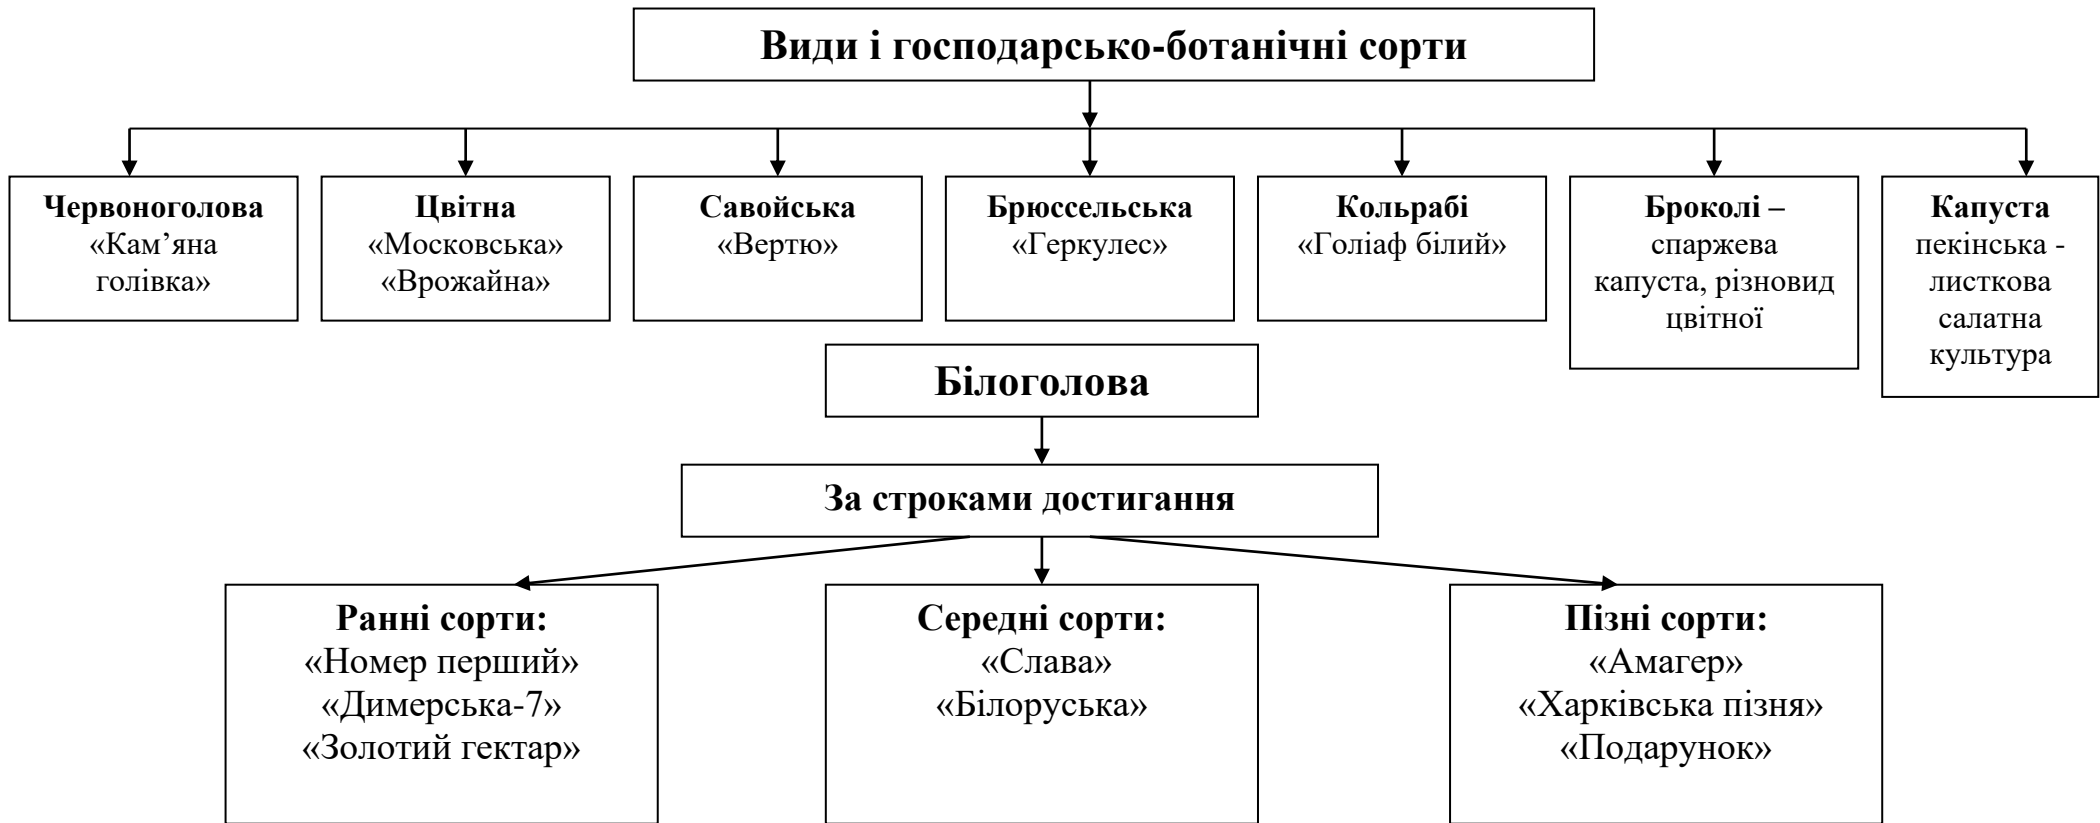 Види і господарсько-ботанічні сорти
Червоноголова
«Кам’яна
голівка»
Цвітна
«Московська»
«Врожайна»
Савойська
«Вертю»
Брюссельська
«Геркулес»
Кольрабі
«Голіаф білий»
Броколі –
спаржева
капуста, різновид
цвітної
Капуста
пекінська -
листкова
салатна
культура
Білоголова
За строками достигання
Ранні сорти:
«Номер перший»
«Димерська-7»
«Золотий гектар»
Середні сорти:
«Слава»
«Білоруська»
Пізні сорти:
«Амагер»
«Харківська пізня»
«Подарунок»